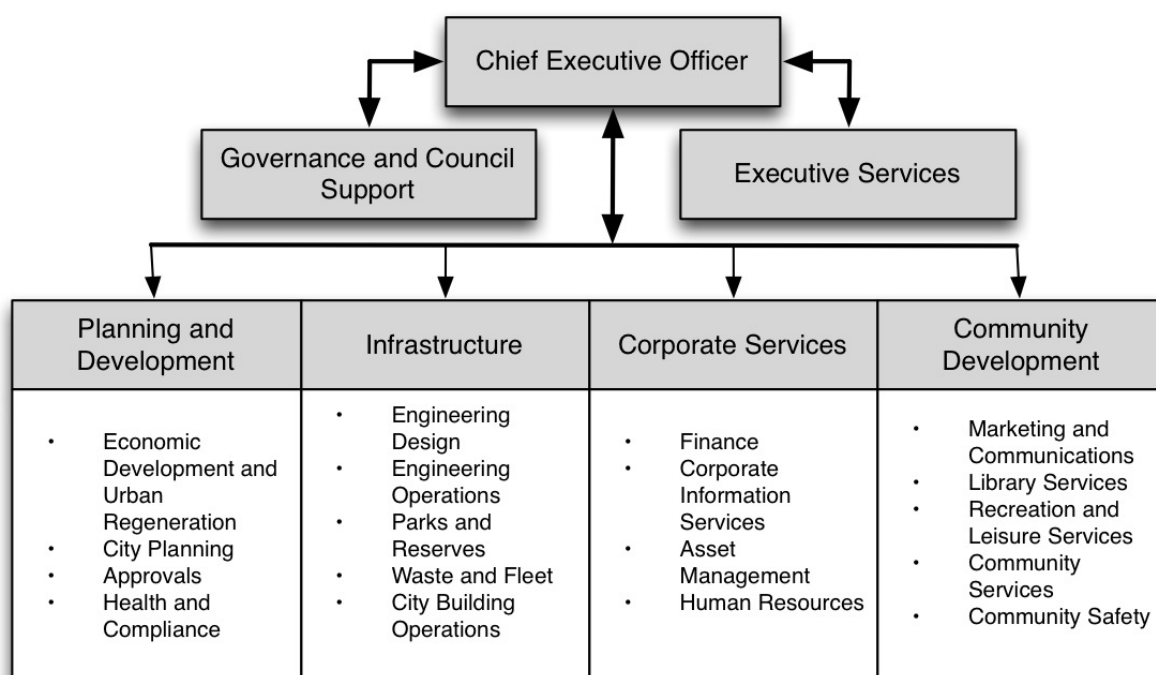 Chief Executive Officer
Governance and Council
Support
Executive Services
Planning and
Development
• Economic
Development and
Urban
Regeneration
• City Planning
• Approvals
• Health and
Compliance
Infrastructure
• Engineering
Design
• Engineering
Operations
• Parks and
Reserves
• Waste and Fleet
• City Building
Operations
Corporate Services
• Finance
• Corporate
Information
Services
• Asset
Management
• Human Resources
Community
Development
• Marketing and
Communications
• Library Services
• Recreation and
Leisure Services
• Community
Services
• Community Safety